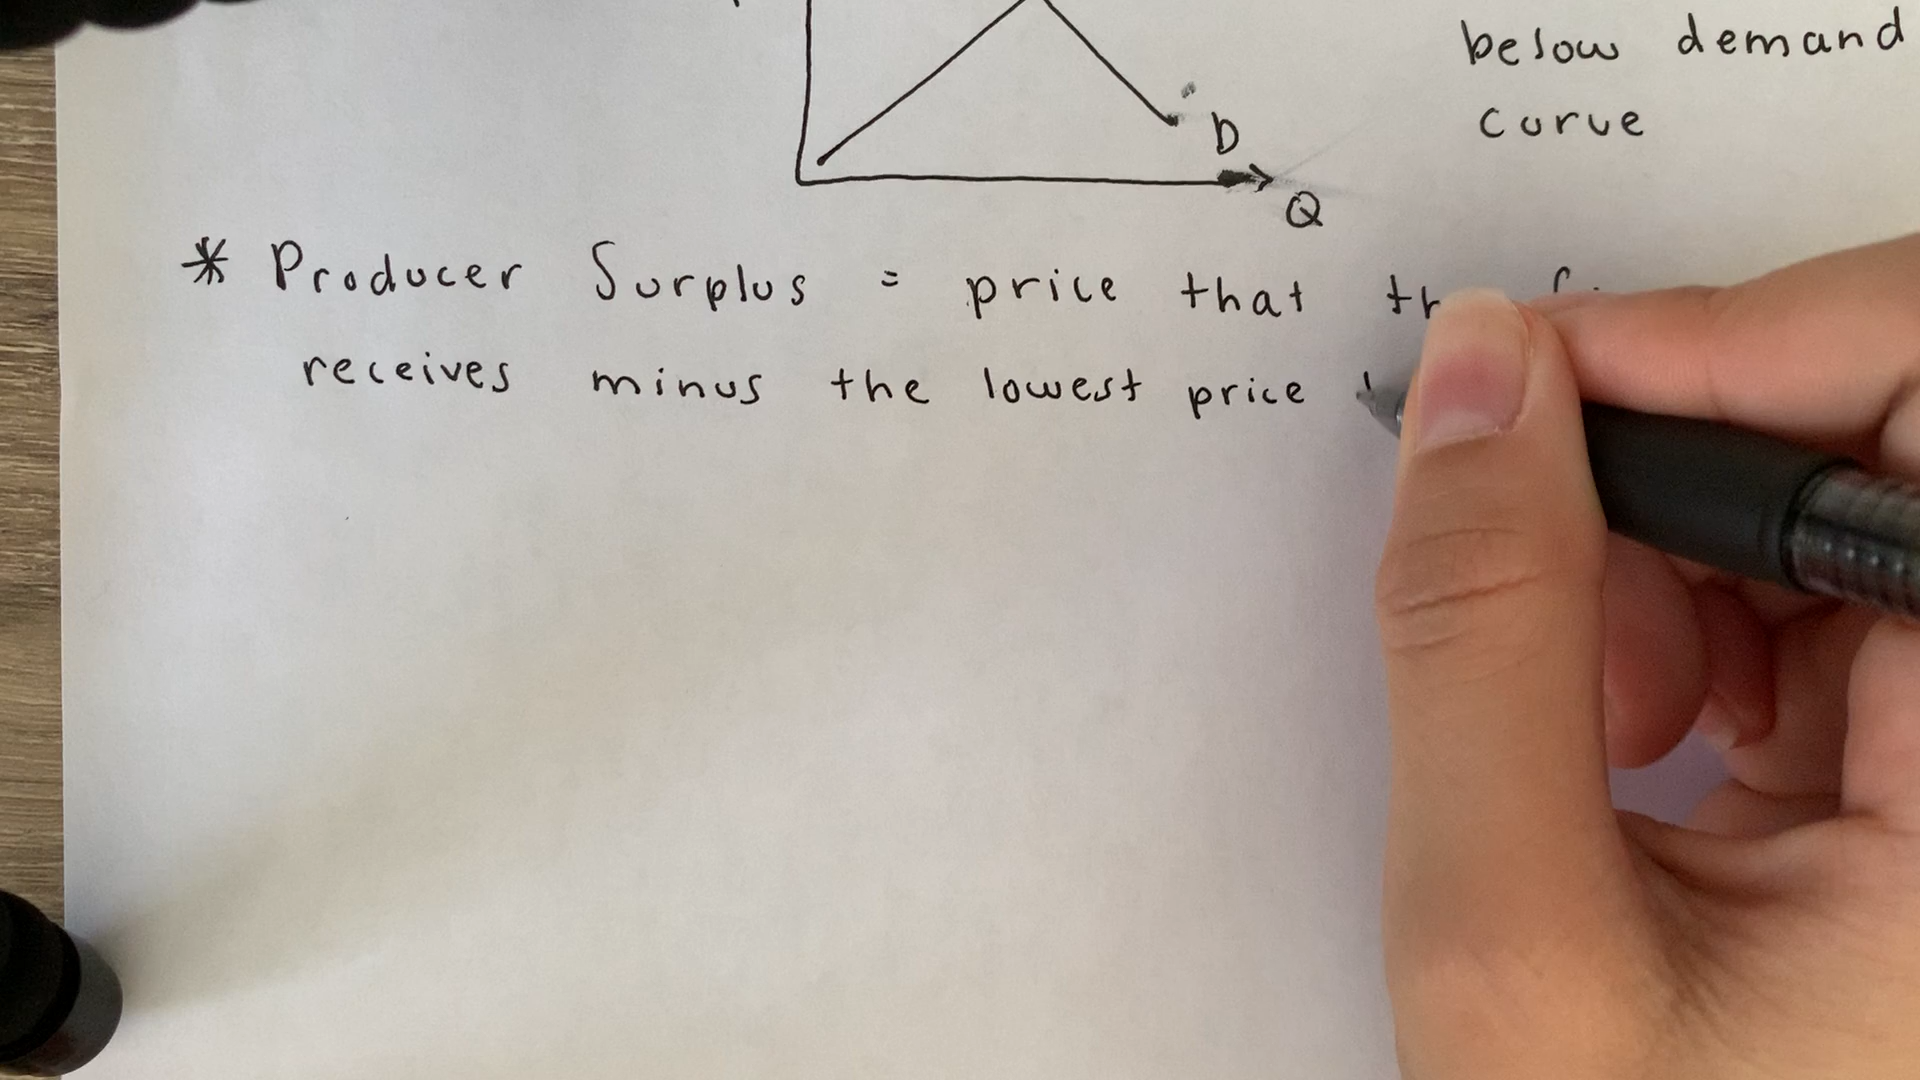 below demand
curve
D
Q
* Producer Surplus = price that
receives minus the lowest price